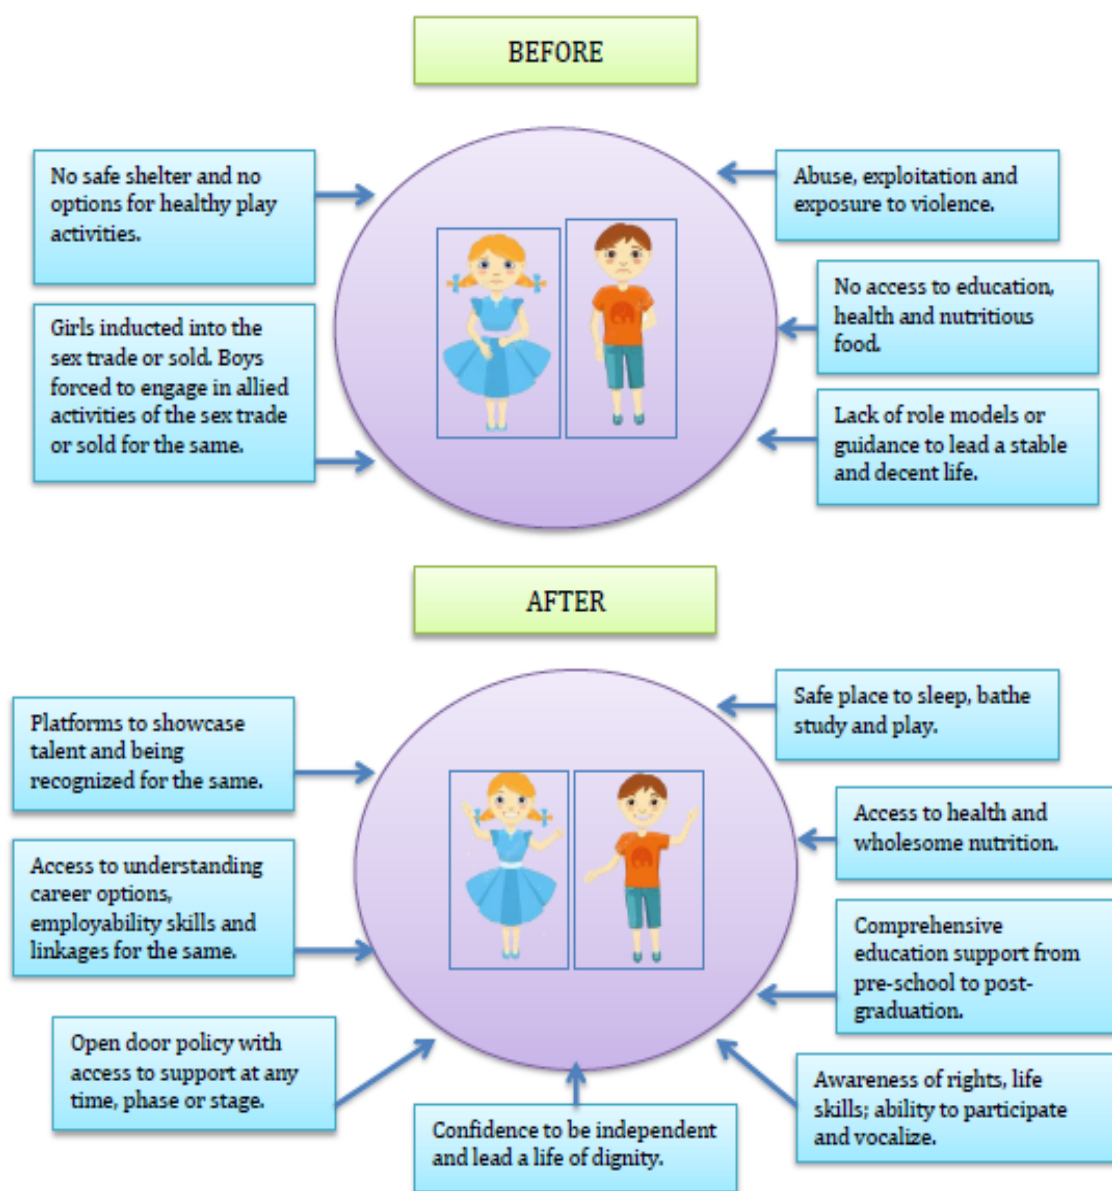 BEFORE
No safe shelter and no
options for healthy play
activities.
Girls inducted into the
sex trade or sold. Boys
forced to engage in allied
activities of the sex trade
or sold for the same.
Abuse, exploitation and
exposure to violence.
No access to education,
health and nutritious
food.
Lack of role models or
guidance to lead a stable
and decent life.
AFTER
Platforms to showcase
talent and being
recognized for the same.
Access to understanding
career options,
employability skills and
linkages for the same.
Open door policy with
access to support at any
time, phase or stage.
Confidence to be independent
and lead a life of dignity.
Safe place to sleep, bathe
study and play.
Access to health and
wholesome nutrition.
Comprehensive
education support from
pre-school to post-
graduation.
Awareness of rights, life
skills; ability to participate
and vocalize.